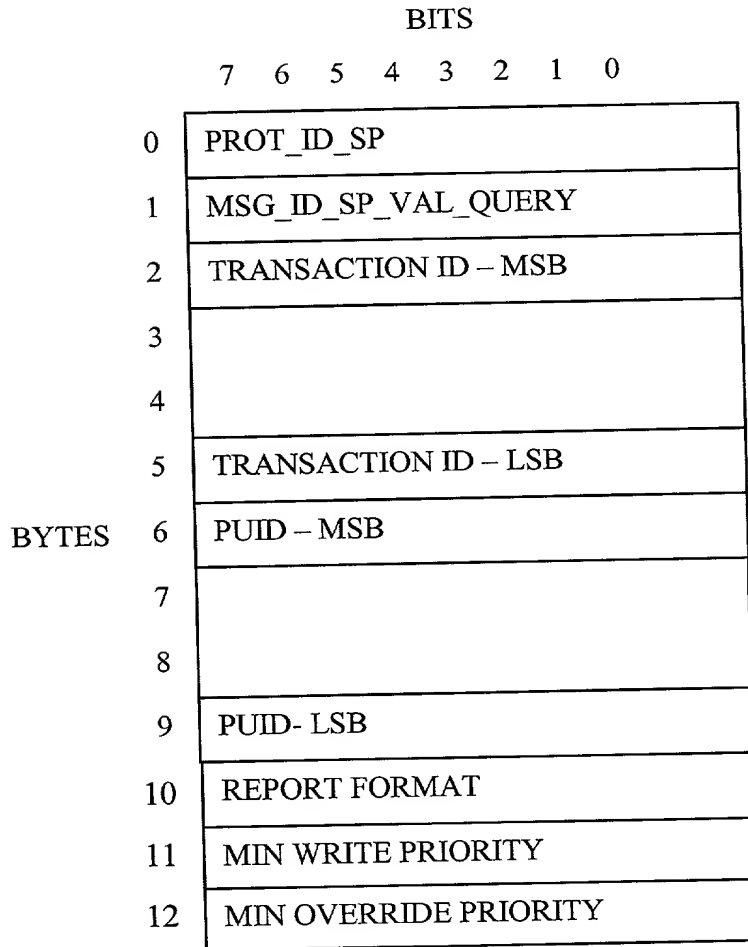 BITS
7 6 5 4 3 2 1 0
0 PROT_ID_SP
1 MSG_ID_SP_VAL_QUERY
2 TRANSACTION ID – MSB
3
4
5 TRANSACTION ID – LSB
BYTES 6 PUID – MSB
7
8
9 PUID- LSB
10 REPORT FORMAT
11 MIN WRITE PRIORITY
12 MIN OVERRIDE PRIORITY